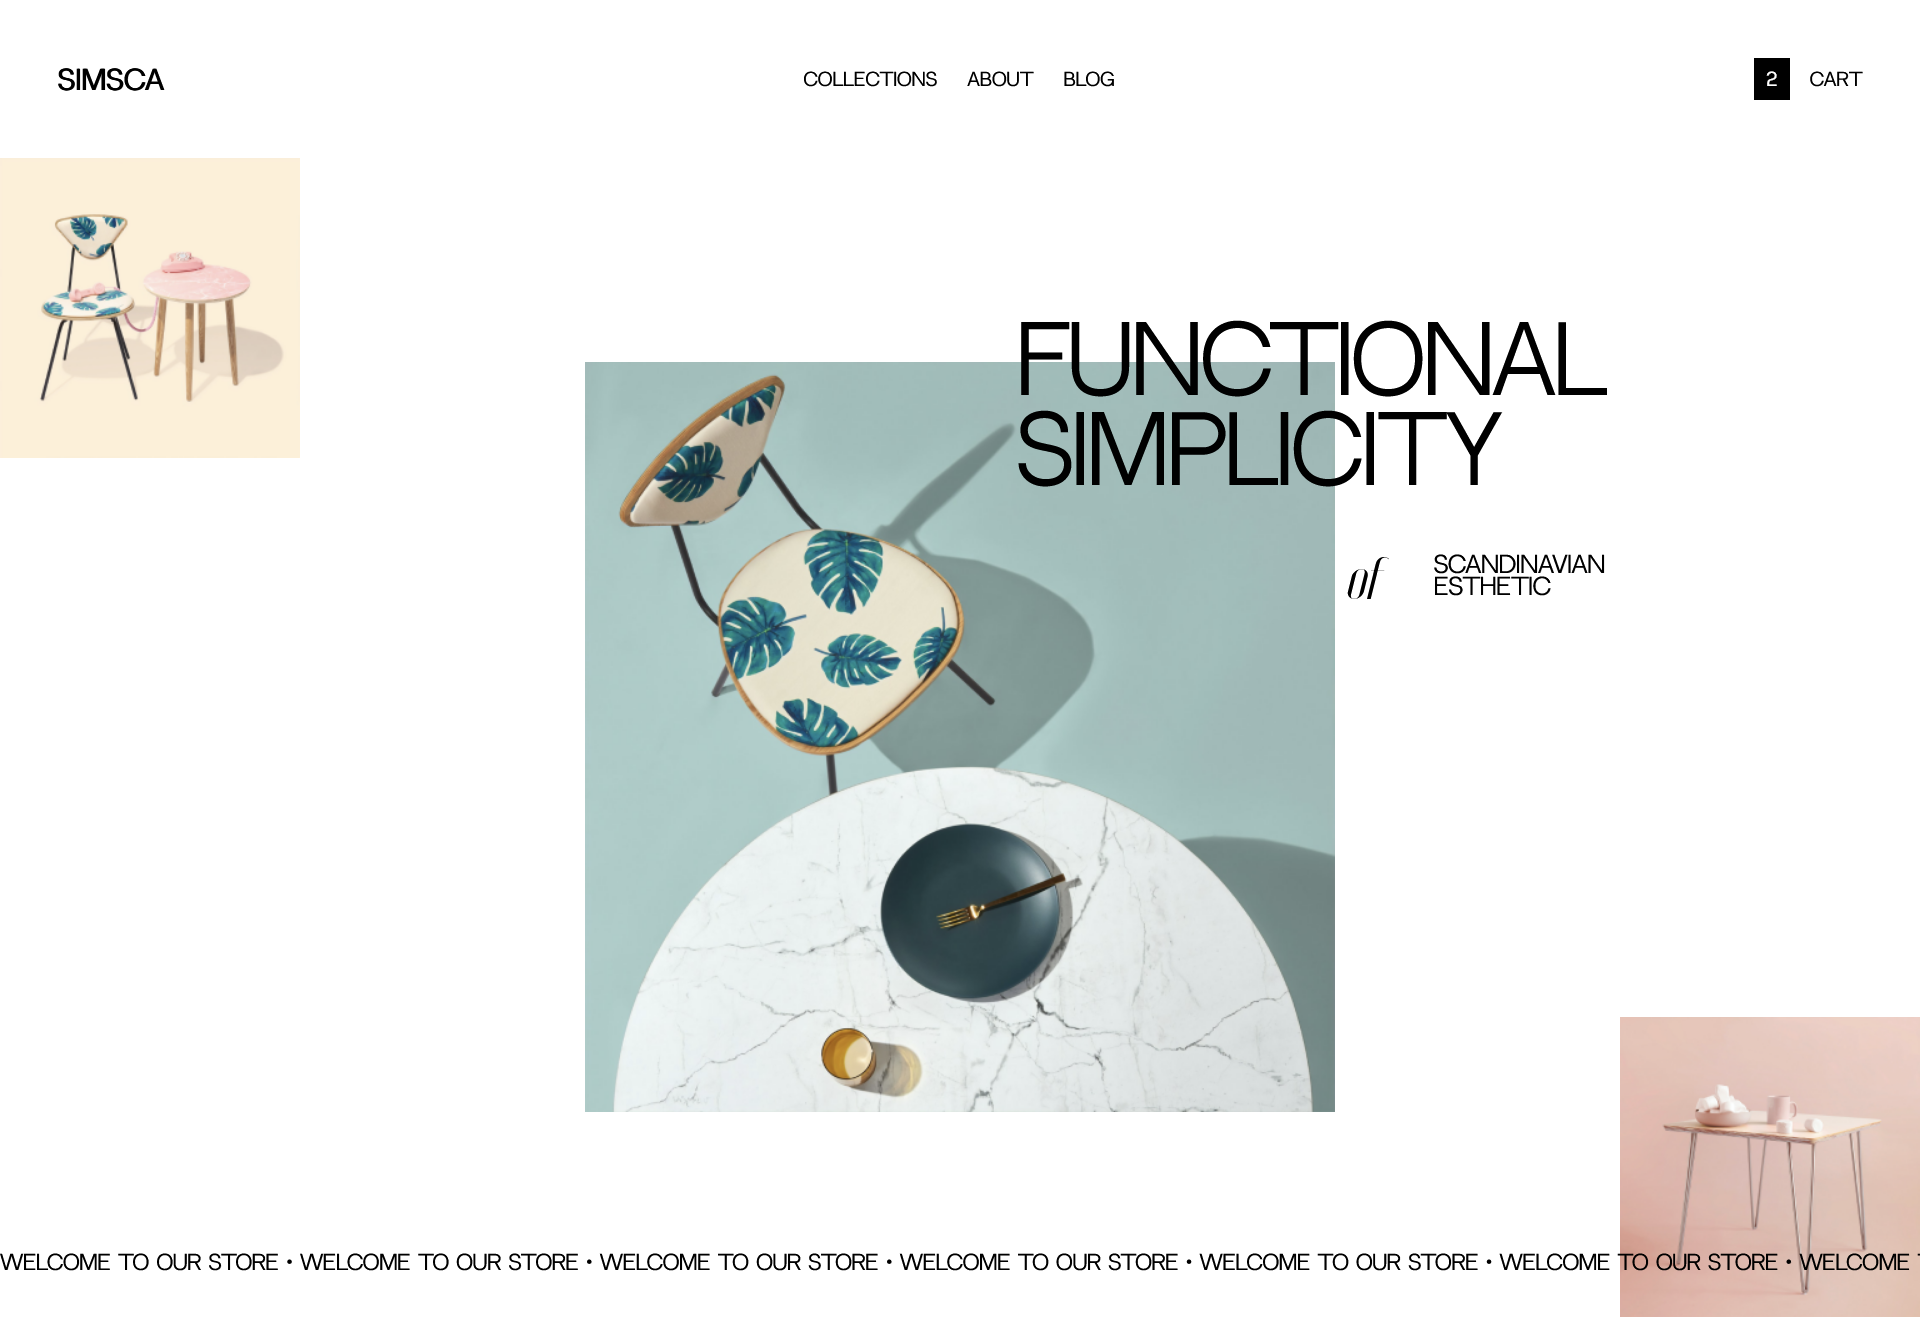 SIMSCA
COLLECTIONS ABOUT BLOG
2 CART
FUNCTIONAL
SIMPLICITY
of
SCANDINAVIAN
ESTHETIC
WELCOME TO OUR STORE • WELCOME TO OUR STORE • WELCOME TO OUR STORE • WELCOME TO OUR STORE • WELCOME TO OUR STORE • WELCOME TO OUR STORE • WELCOME